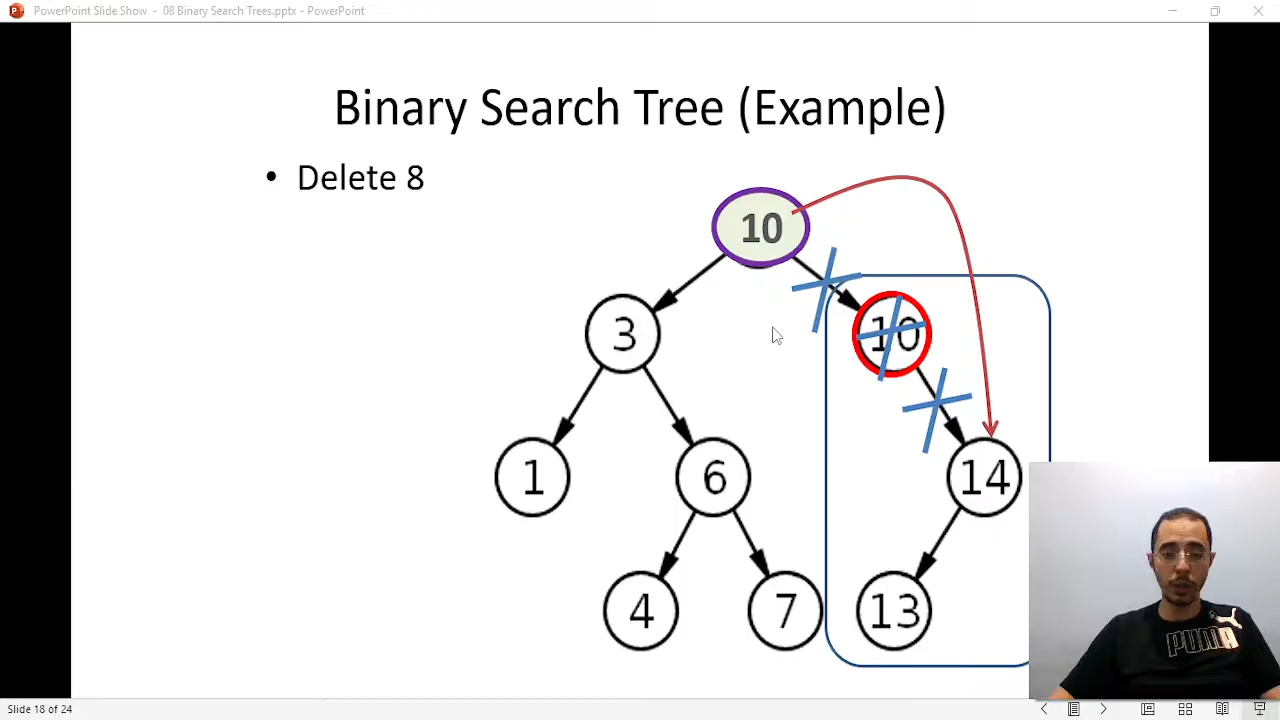 PowerPoint Slide Show - 08 Binary Search Trees.pptx - PowerPoint
Binary Search Tree (Example)
• Delete 8
10
3
10
1
6
14
4
7
13
PUMA
Slide 18 of 24